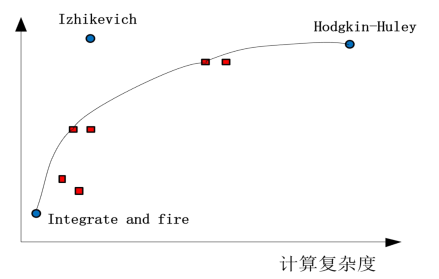 Izhikevich
Hodgkin-Huley
Integrate and fire
计算复杂度